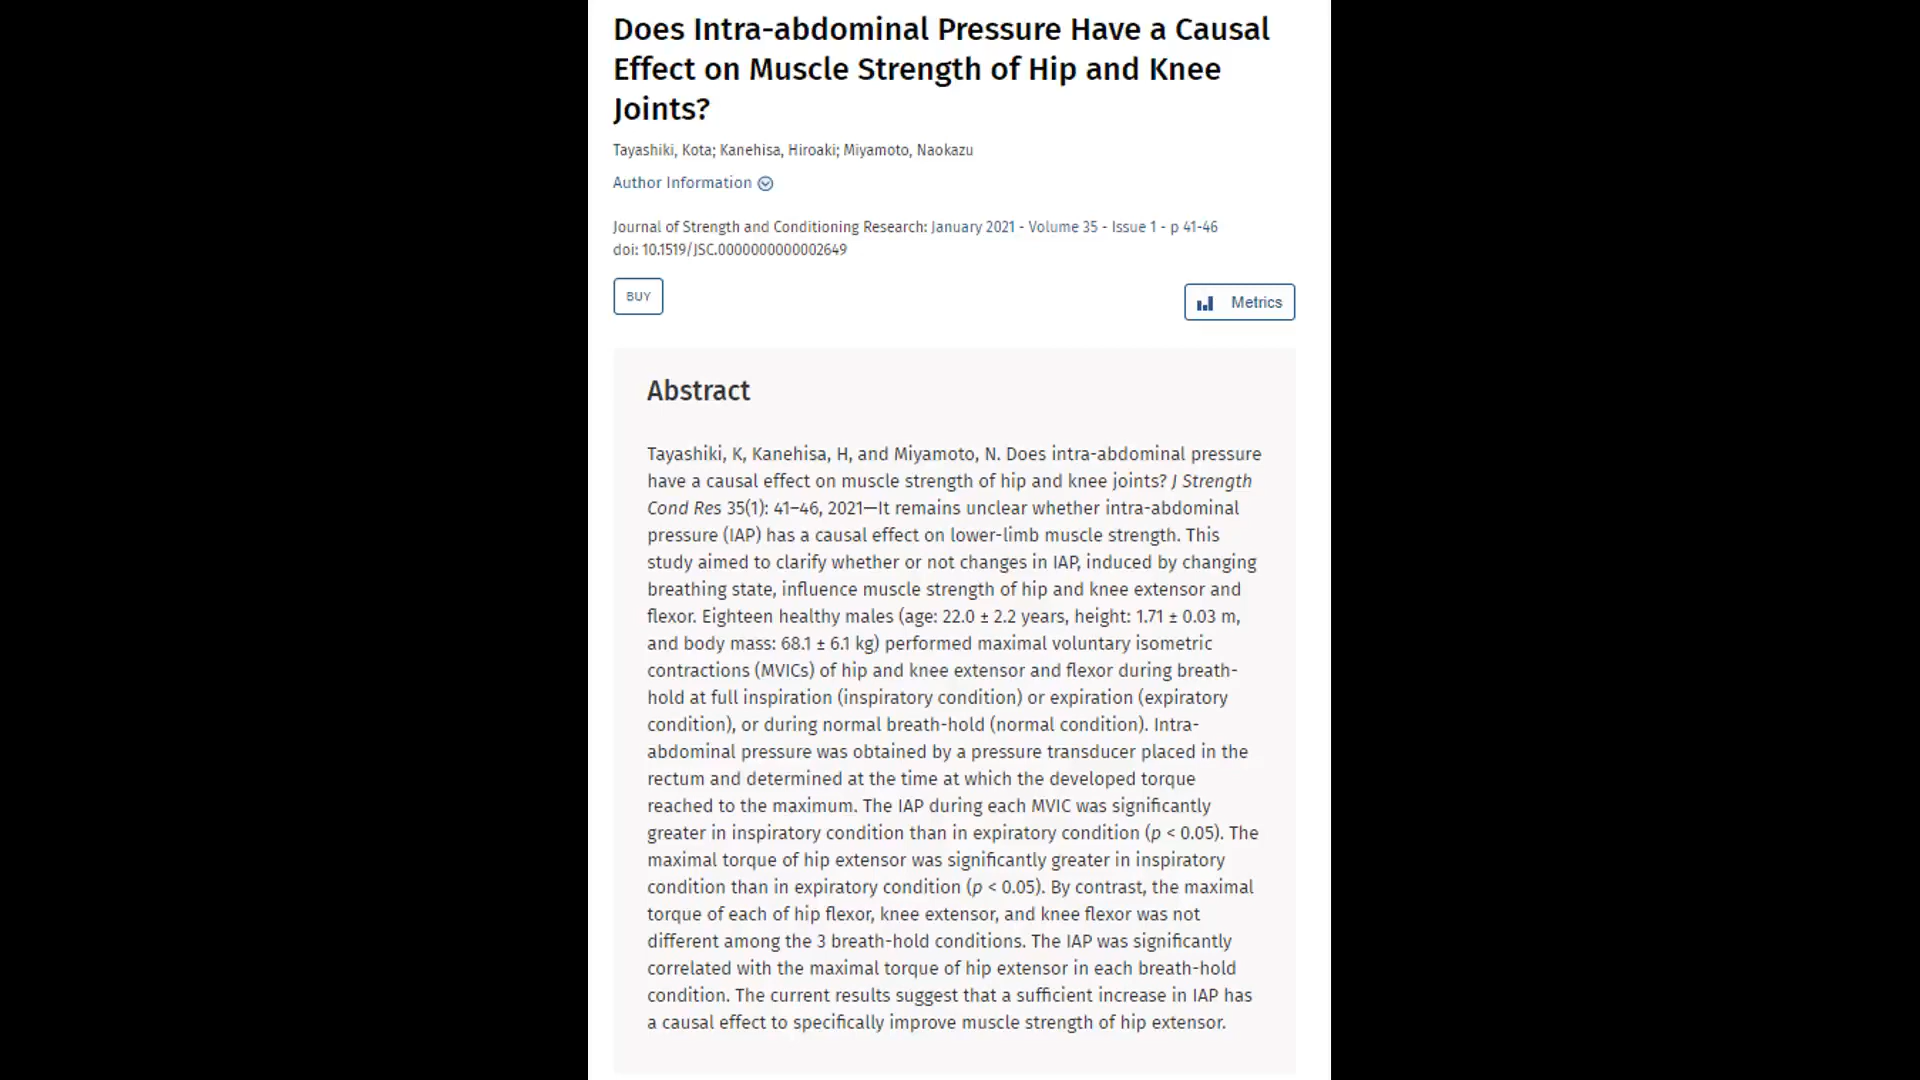 Does Intra-abdominal Pressure Have a Causal
Effect on Muscle Strength of Hip and Knee
Joints?
Tayashiki, Kota; Kanehisa, Hiroaki; Miyamoto, Naokazu
Author Information
Journal of Strength and Conditioning Research: January 2021 - Volume 35 - Issue 1 - p 41-46
doi: 10.1519/JSC.0000000000002649
BUY
Metrics
Abstract
Tayashiki, K, Kanehisa, H, and Miyamoto, N. Does intra-abdominal pressure
have a causal effect on muscle strength of hip and knee joints? J Strength
Cond Res 35(1): 41–46, 2021—It remains unclear whether intra-abdominal
pressure (IAP) has a causal effect on lower-limb muscle strength. This
study aimed to clarify whether or not changes in IAP, induced by changing
breathing state, influence muscle strength of hip and knee extensor and
flexor. Eighteen healthy males (age: 22.0 ± 2.2 years, height: 1.71 ± 0.03 m,
and body mass: 68.1 ± 6.1 kg) performed maximal voluntary isometric
contractions (MVICs) of hip and knee extensor and flexor during breath-
hold at full inspiration (inspiratory condition) or expiration (expiratory
condition), or during normal breath-hold (normal condition). Intra-
abdominal pressure was obtained by a pressure transducer placed in the
rectum and determined at the time at which the developed torque
reached to the maximum. The IAP during each MVIC was significantly
greater in inspiratory condition than in expiratory condition (p < 0.05). The
maximal torque of hip extensor was significantly greater in inspiratory
condition than in expiratory condition (p < 0.05). By contrast, the maximal
torque of each of hip flexor, knee extensor, and knee flexor was not
different among the 3 breath-hold conditions. The IAP was significantly
correlated with the maximal torque of hip extensor in each breath-hold
condition. The current results suggest that a sufficient increase in IAP has
a causal effect to specifically improve muscle strength of hip extensor.